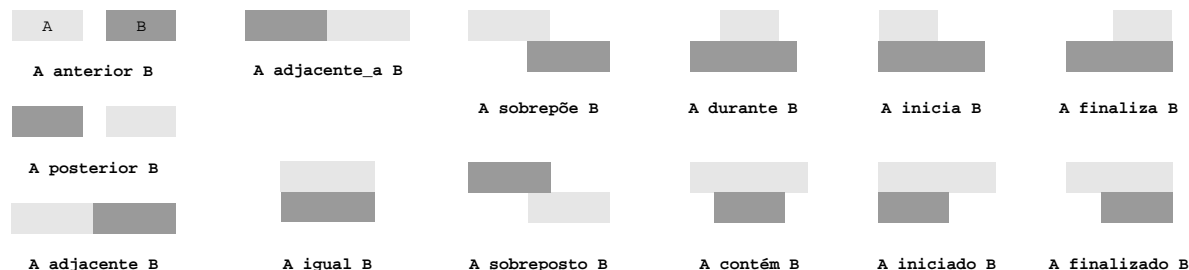 A B
A anterior B
A adjacente_a B
A sobrepõe B
A durante B
A inicia B
A finaliza B
A posterior B
A adjacente B
A igual B
A sobreposto B
A contém B
A iniciado B
A finalizado B